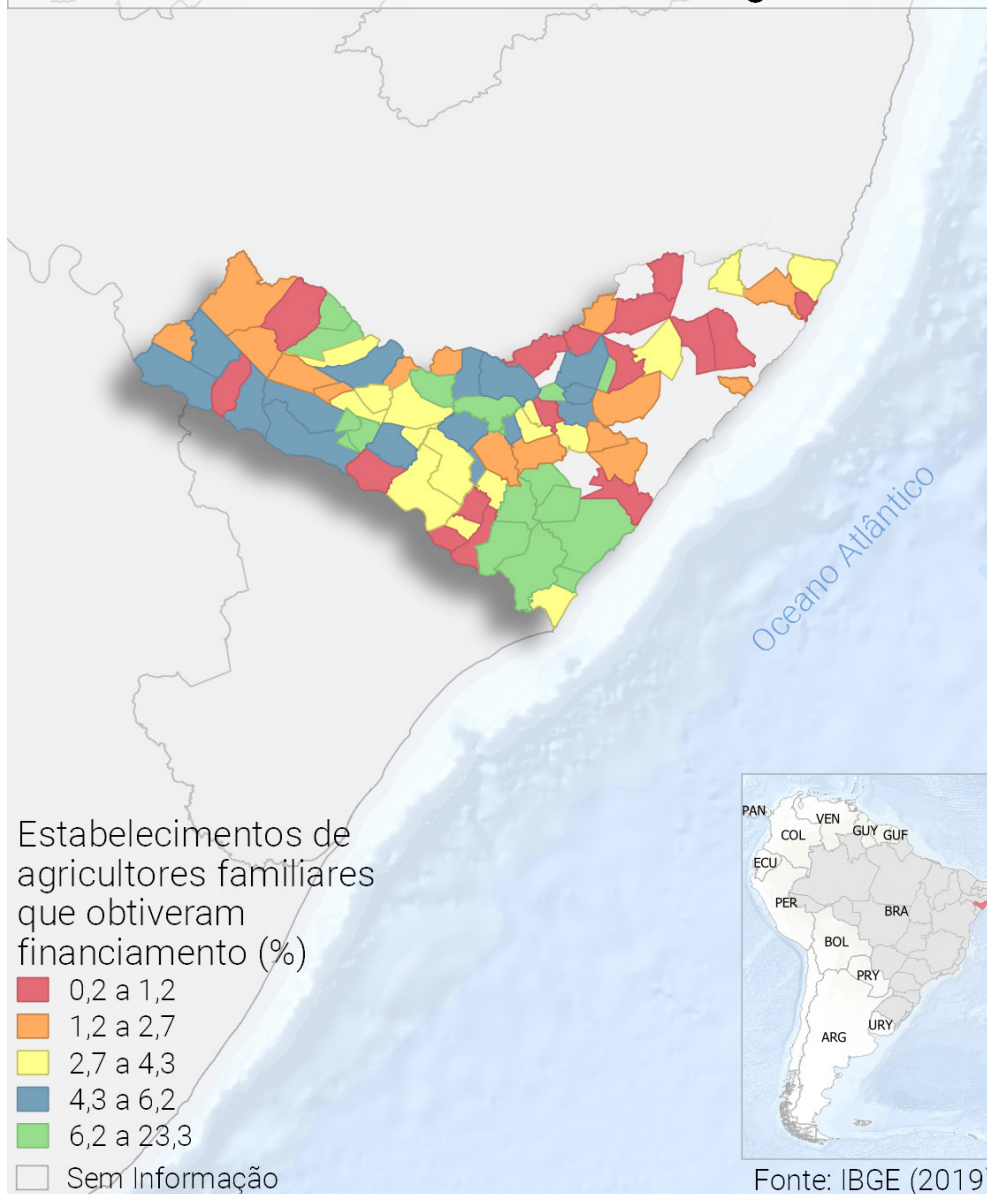 Oceano Atlântico
Estabelecimentos de
agricultores familiares
que obtiveram
financiamento (%)
0,2 a 1,2
1,2 a 2,7
2,7 a 4,3
4,3 a 6,2
6,2 a 23,3
Sem Informação
PAN
VEN
GUY
GUF
COL
ECU
PER
BRA
BOL
PRY
URY
ARG
Fonte: IBGE (2019)